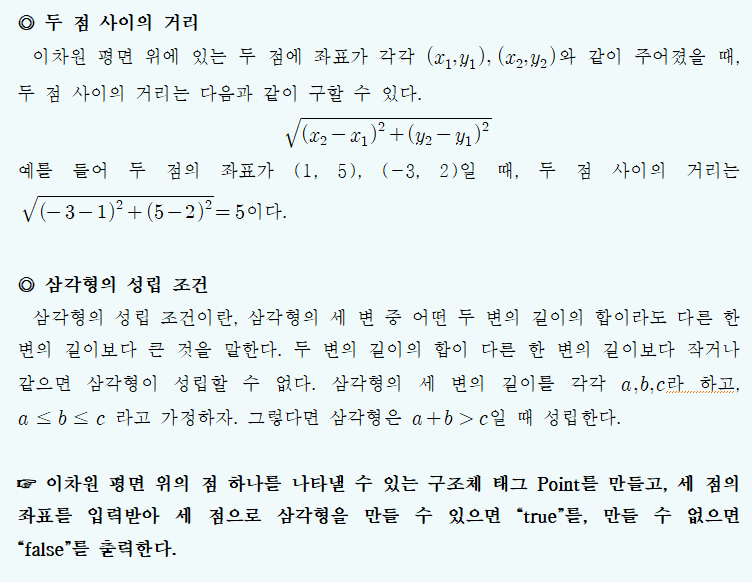 ◎ 두 점 사이의 거리
이차원 평면 위에 있는 두 점에 좌표가 각각 (x₁,y₁), (x₂,y₂)와 같이 주어졌을 때,
두 점 사이의 거리는 다음과 같이 구할 수 있다.
√((x₂－x₁)²＋(y₂－y₁)²)
예를 들어 두 점의 좌표가 (1, 5), (-3, 2)일 때, 두 점 사이의 거리는
√((－3－1)²＋(5－2)²)＝5이다.
◎ 삼각형의 성립 조건
삼각형의 성립 조건이란, 삼각형의 세 변 중 어떤 두 변의 길이의 합이라도 다른 한
변의 길이보다 큰 것을 말한다. 두 변의 길이의 합이 다른 한 변의 길이보다 작거나
같으면 삼각형이 성립할 수 없다. 삼각형의 세 변의 길이를 각각 a,b,c라 하고,
a ≤ b ≤ c 라고 가정하자. 그렇다면 삼각형은 a+b > c일 때 성립한다.
☞ 이차원 평면 위의 점 하나를 나타낼 수 있는 구조체 태그 Point를 만들고, 세 점의
좌표를 입력받아 세 점으로 삼각형을 만들 수 있으면 “true”를, 만들 수 없으면
“false”를 출력한다.